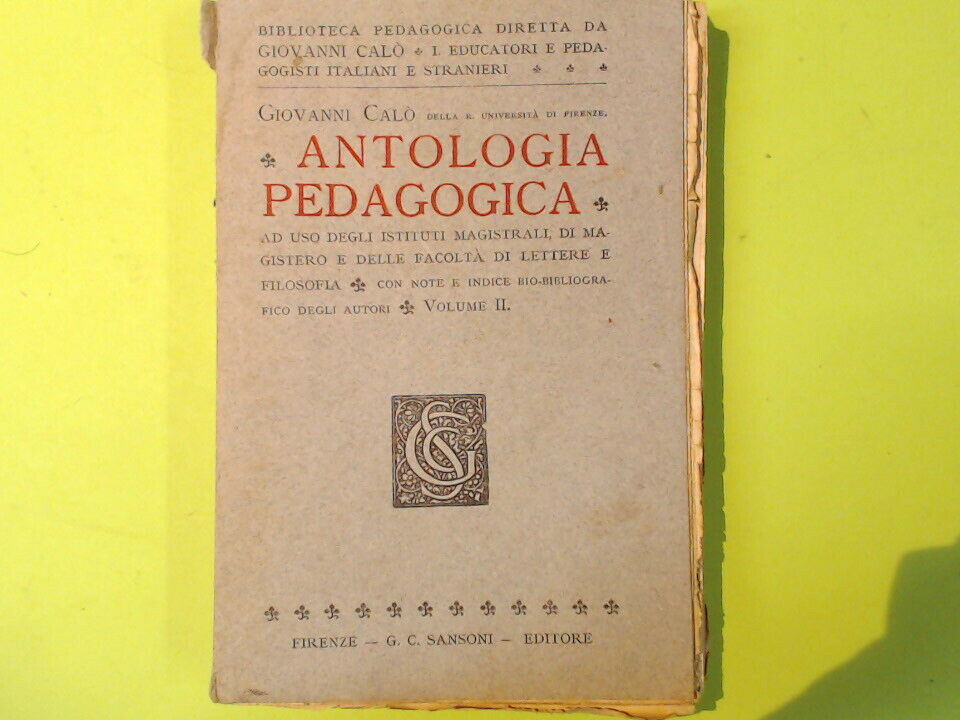 BIBLIOTECA PEDAGOGICA DIRETTA DA
GIOVANNI CALÒ I. EDUCATORI E PEDA-
GOGISTI ITALIANI E STRANIERI
GIOVANNI CALÒ DELLA R. UNIVERSITÀ DI FIRENZE.
ANTOLOGIA
PEDAGOGICA
AD USO DEGLI ISTITUTI MAGISTRALI, DI MA-
GISTERO E DELLE FACOLTÀ DI LETTERE E
FILOSOFIA CON NOTE E INDICE BIO-BIBLIOGRA-
FICO DEGLI AUTORI VOLUME II.
GCS
FIRENZE — G. C. SANSONI — EDITORE